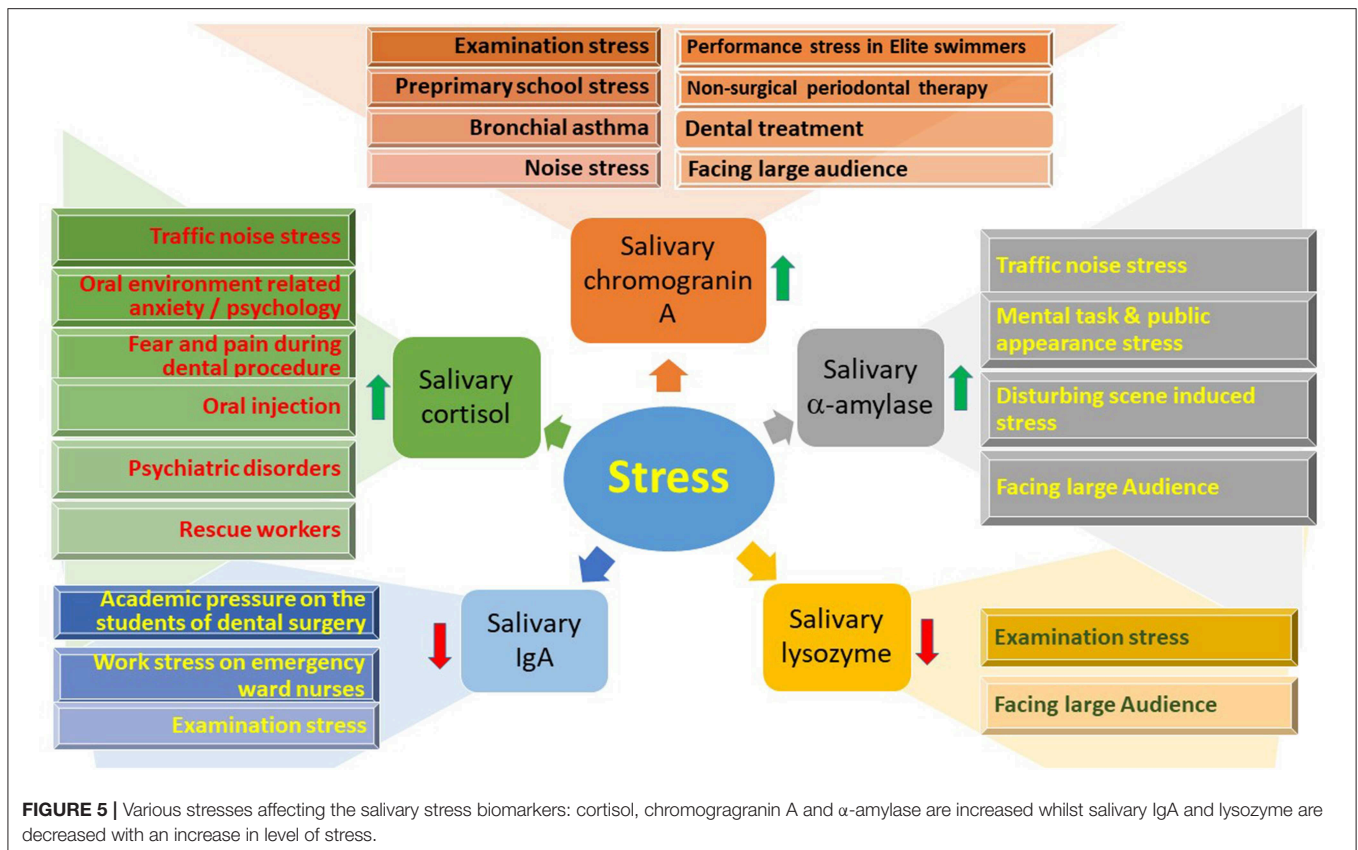 Examination stress
Preprimary school stress
Bronchial asthma
Noise stress
Performance stress in Elite swimmers
Non-surgical periodontal therapy
Dental treatment
Facing large audience
Traffic noise stress
Oral environment related
anxiety / psychology
Fear and pain during
dental procedure
Oral injection
Psychiatric disorders
Rescue workers
Salivary
cortisol
Salivary
chromogranin
A
Salivary
α-amylase
Traffic noise stress
Mental task & public
appearance stress
Disturbing scene induced
stress
Facing large Audience
Stress
Academic pressure on the
students of dental surgery
Work stress on emergency
ward nurses
Examination stress
Salivary
IgA
Salivary
lysozyme
Examination stress
Facing large Audience
FIGURE 5 | Various stresses affecting the salivary stress biomarkers: cortisol, chromogragranin A and α-amylase are increased whilst salivary IgA and lysozyme are
decreased with an increase in level of stress.